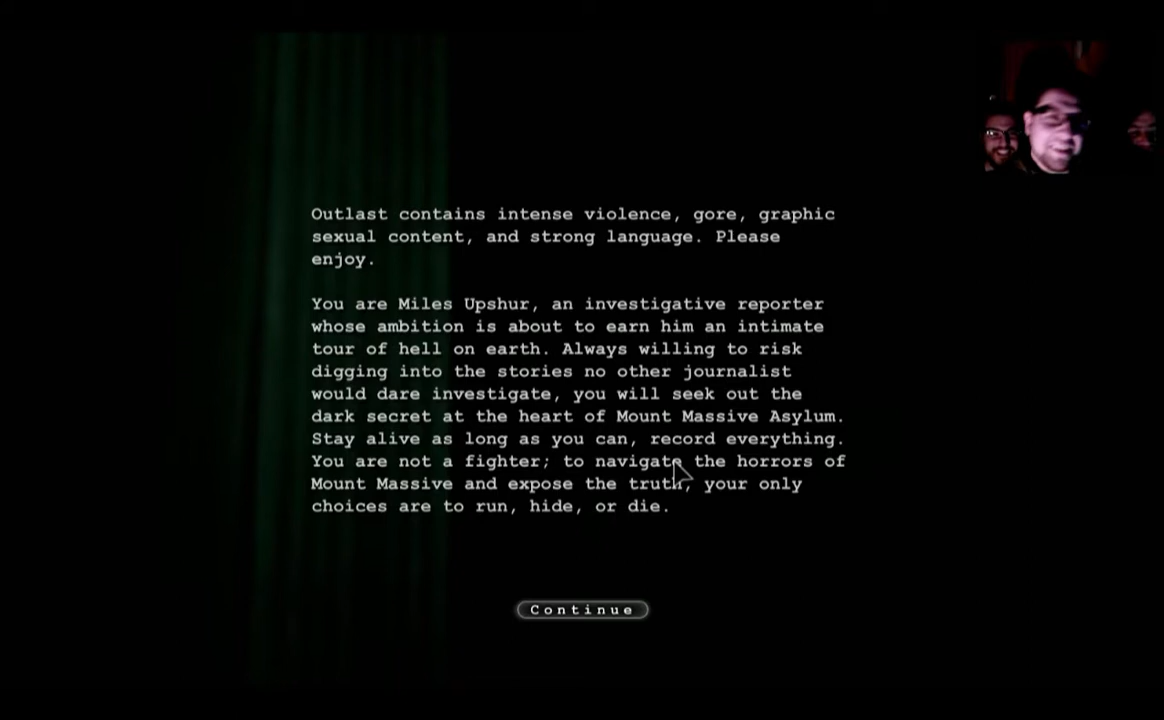 Outlast contains intense violence, gore, graphic
sexual content, and strong language. Please
enjoy.
You are Miles Upshur, an investigative reporter
whose ambition is about to earn him an intimate
tour of hell on earth. Always willing to risk
digging into the stories no other journalist
would dare investigate, you will seek out the
dark secret at the heart of Mount Massive Asylum.
Stay alive as long as you can, record everything.
You are not a fighter; to navigate the horrors of
Mount Massive and expose the truth, your only
choices are to run, hide, or die.
Continue